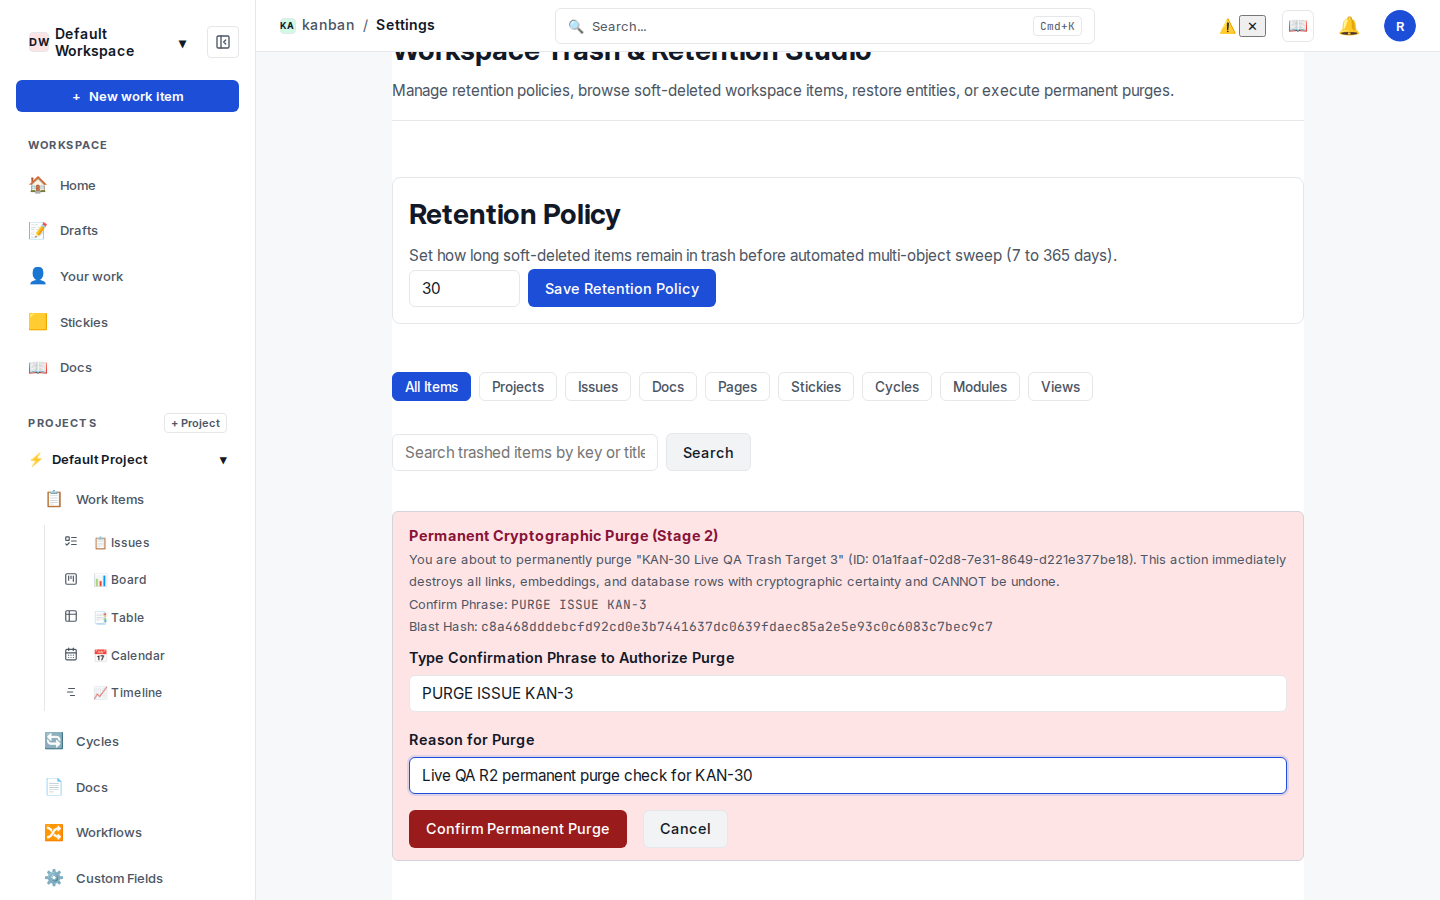 DW
Default Workspace
▾
+ New work item
WORKSPACE
Home
Drafts
Your work
Stickies
Docs
PROJECTS
+ Project
Default Project
▾
Work Items
Issues
Board
Table
Calendar
Timeline
Cycles
Docs
Workflows
Custom Fields
KA kanban / Settings
Search...
Cmd+K
✕
R
Workspace Trash & Retention Studio
Manage retention policies, browse soft-deleted workspace items, restore entities, or execute permanent purges.
Retention Policy
Set how long soft-deleted items remain in trash before automated multi-object sweep (7 to 365 days).
30
Save Retention Policy
All Items
Projects
Issues
Docs
Pages
Stickies
Cycles
Modules
Views
Search trashed items by key or title
Search
Permanent Cryptographic Purge (Stage 2)
You are about to permanently purge "KAN-30 Live QA Trash Target 3" (ID: 01a1faaf-02d8-7e31-8649-d221e377be18). This action immediately
destroys all links, embeddings, and database rows with cryptographic certainty and CANNOT be undone.
Confirm Phrase: PURGE ISSUE KAN-3
Blast Hash: c8a468dddebcfd92cd0e3b7441637dc0639fdaec85a2e5e93c0c6083c7bec9c7
Type Confirmation Phrase to Authorize Purge
PURGE ISSUE KAN-3
Reason for Purge
Live QA R2 permanent purge check for KAN-30
Confirm Permanent Purge
Cancel